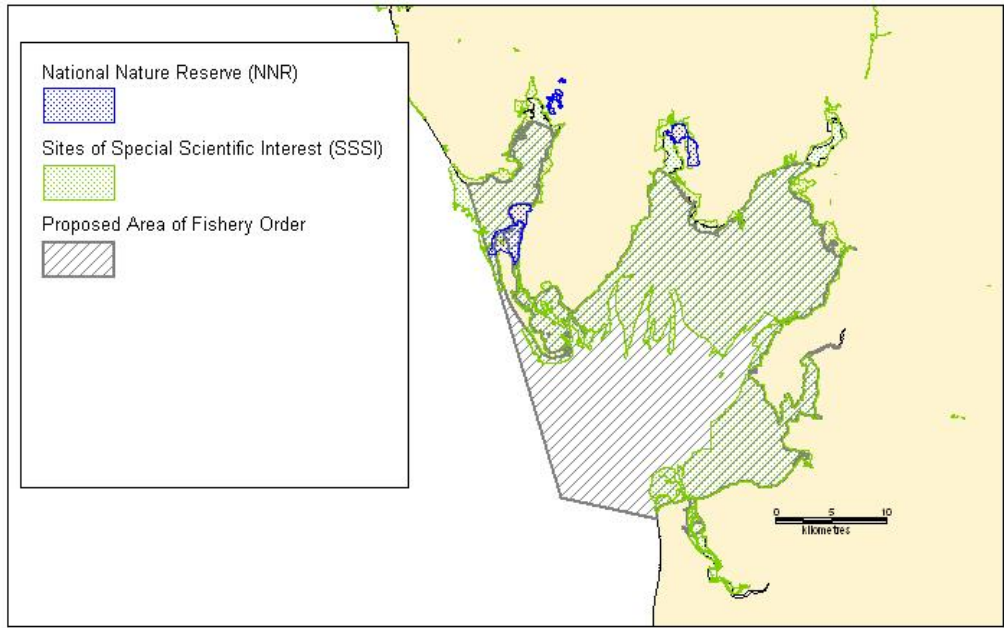 National Nature Reserve (NNR)
Sites of Special Scientific Interest (SSSI)
Proposed Area of Fishery Order
0 5 10
kilometres